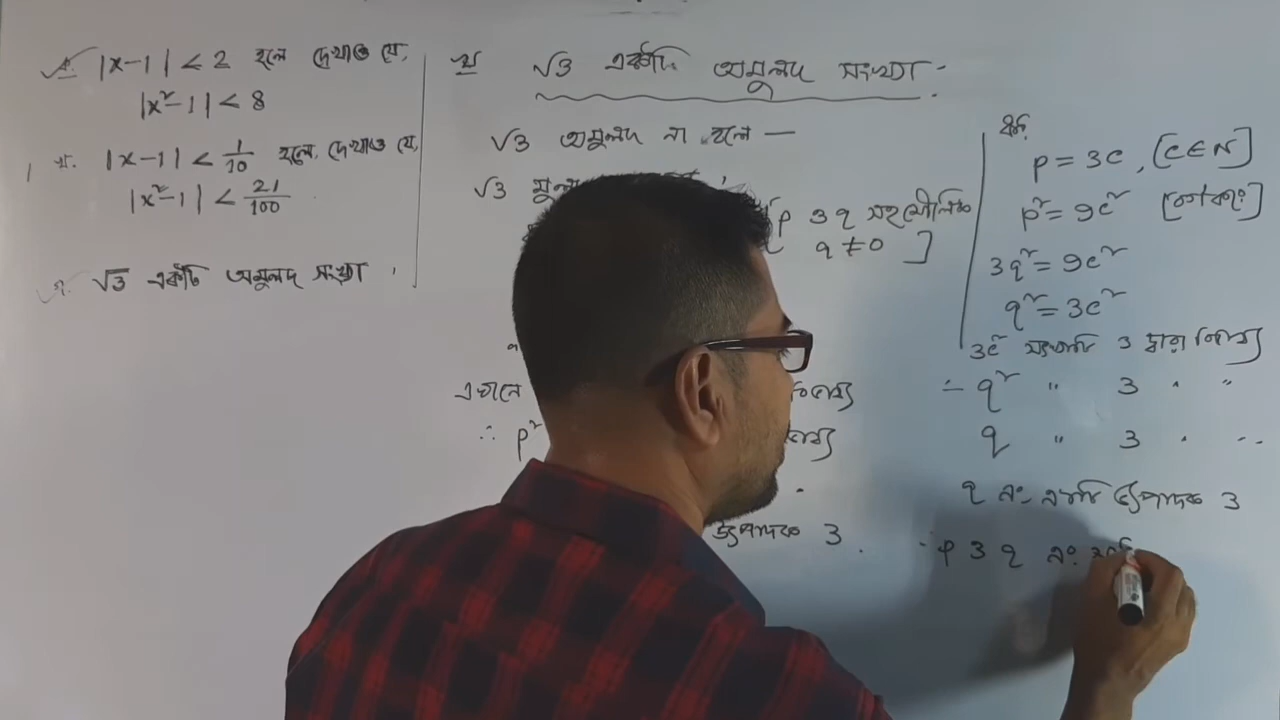 ক. |x-1| < 2 হলে দেখাও যে,
|x²-1| < 8
খ. |x-1| < 1/10 হলে, দেখাও যে,
|x²-1| < 21/100
গ. √3 একটি অমূলদ সংখ্যা ।
√3 একটি অমূলদ সংখ্যা -
√3 অমূলদ না হলে —
√3
[p ও q সহমৌলিক
q ≠ 0 ]
এখানে
∴ p²
উৎপাদক 3 .
ধরি,
p = 3c, [c ∈ N]
p² = 9c² [বর্গ করে]
3q² = 9c²
q² = 3c²
3c² সংখ্যাটি 3 দ্বারা বিভাজ্য
∴ q² " 3 " "
q " 3 " "
q সং একটি উৎপাদক 3
∴ p ও q সং